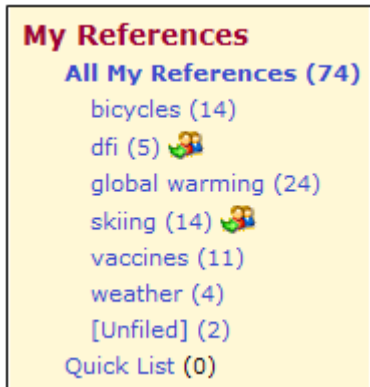 My References
All My References (74)
bicycles (14)
dfi (5)
global warming (24)
skiing (14)
vaccines (11)
weather (4)
[Unfiled] (2)
Quick List (0)